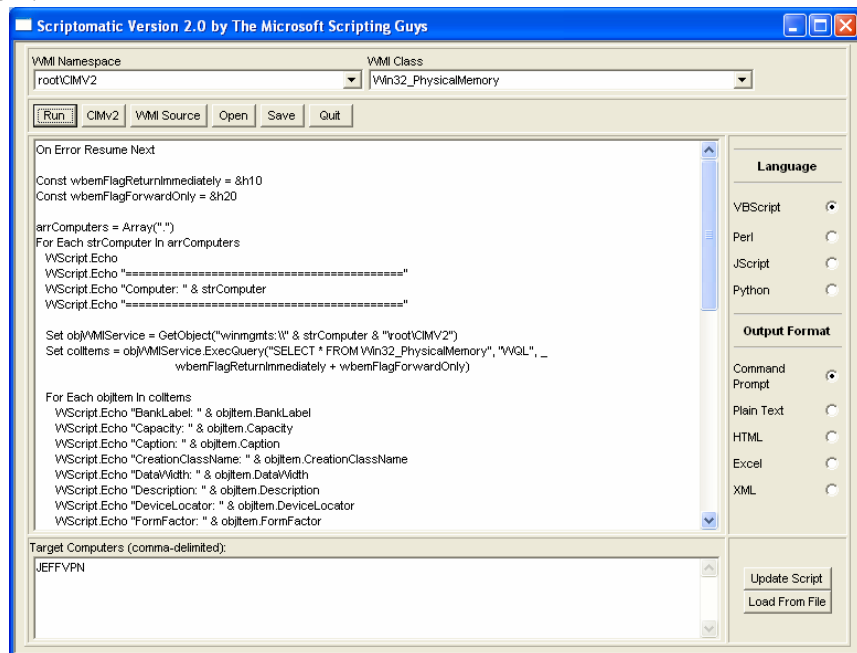 Scriptomatic Version 2.0 by The Microsoft Scripting Guys
WMI Namespace
WMI Class
root\CIMV2
Win32_PhysicalMemory
Run
CIMv2
WMI Source
Open
Save
Quit
On Error Resume Next
Const wbemFlagReturnImmediately = &h10
Const wbemFlagForwardOnly = &h20
arrComputers = Array(".")
For Each strComputer In arrComputers
WScript.Echo
WScript.Echo "=========================================="
WScript.Echo "Computer: " & strComputer
WScript.Echo "=========================================="
Set objWMIService = GetObject("winmgmts:\\" & strComputer & "\root\CIMV2")
Set colItems = objWMIService.ExecQuery("SELECT * FROM Win32_PhysicalMemory", "WQL", _
wbemFlagReturnImmediately + wbemFlagForwardOnly)
For Each objItem In colItems
WScript.Echo "BankLabel: " & objItem.BankLabel
WScript.Echo "Capacity: " & objItem.Capacity
WScript.Echo "Caption: " & objItem.Caption
WScript.Echo "CreationClassName: " & objItem.CreationClassName
WScript.Echo "DataWidth: " & objItem.DataWidth
WScript.Echo "Description: " & objItem.Description
WScript.Echo "DeviceLocator: " & objItem.DeviceLocator
WScript.Echo "FormFactor: " & objItem.FormFactor
Language
VBScript
Perl
JScript
Python
Output Format
Command
Prompt
Plain Text
HTML
Excel
XML
Target Computers (comma-delimited):
JEFFVPN
Update Script
Load From File